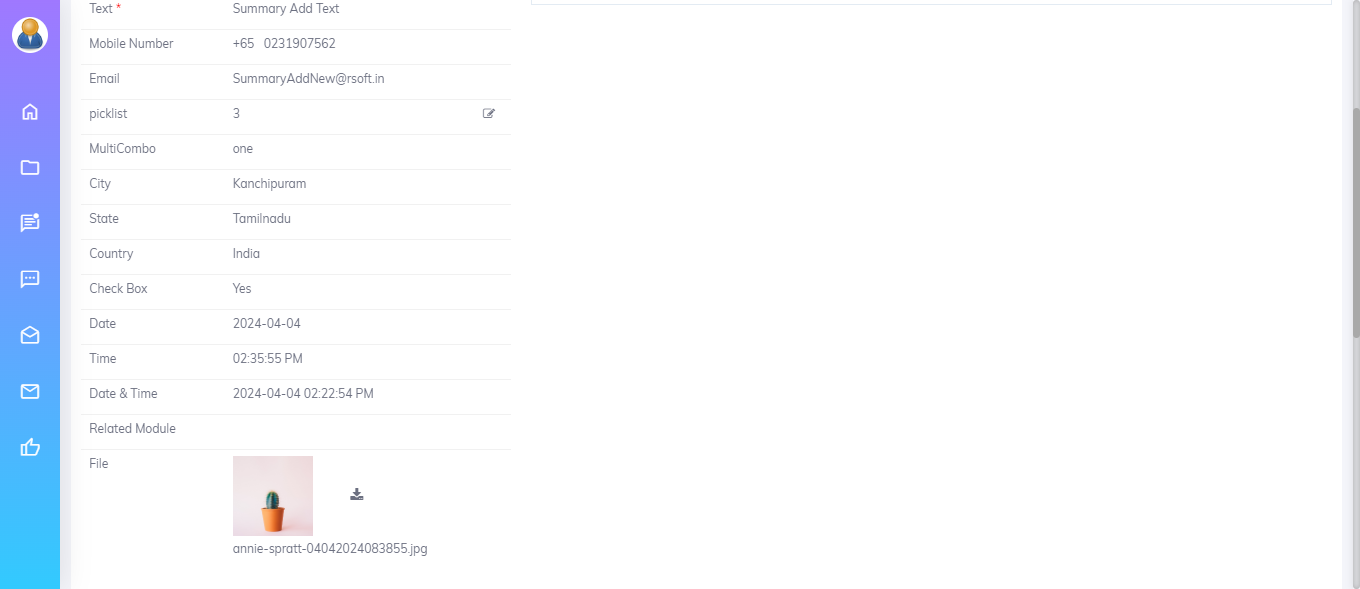 Text * Summary Add Text
Mobile Number +65 0231907562
Email SummaryAddNew@rsoft.in
picklist 3
MultiCombo one
City Kanchipuram
State Tamilnadu
Country India
Check Box Yes
Date 2024-04-04
Time 02:35:55 PM
Date & Time 2024-04-04 02:22:54 PM
Related Module
File
annie-spratt-04042024083855.jpg